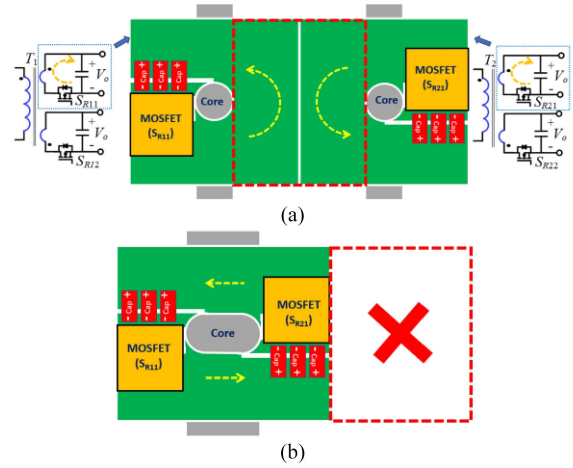 T1
+
Vo
-
SR11
+
Vo
-
SR12
+ + +
Cap Cap Cap
- - -
MOSFET
(SR11)
Core
Core
MOSFET
(SR21)
- - -
Cap Cap Cap
+ + +
T2
+
Vo
-
SR21
+
Vo
-
SR22
(a)
+ + +
Cap Cap Cap
- - -
MOSFET
(SR11)
Core
MOSFET
(SR21)
- - -
Cap Cap Cap
+ + +
(b)